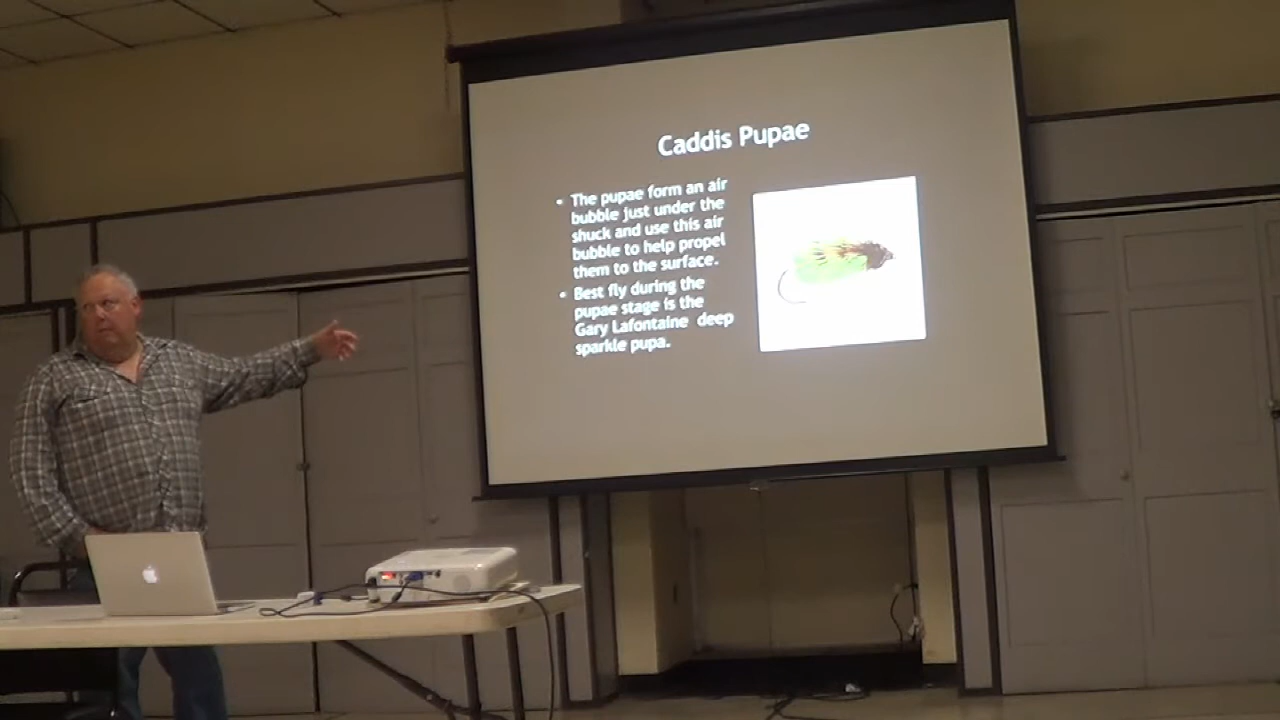 Caddis Pupae
• The pupae form an air
bubble just under the
shuck and use this air
bubble to help propel
them to the surface.
• Best fly during the
pupae stage is the
Gary Lafontaine deep
sparkle pupa.